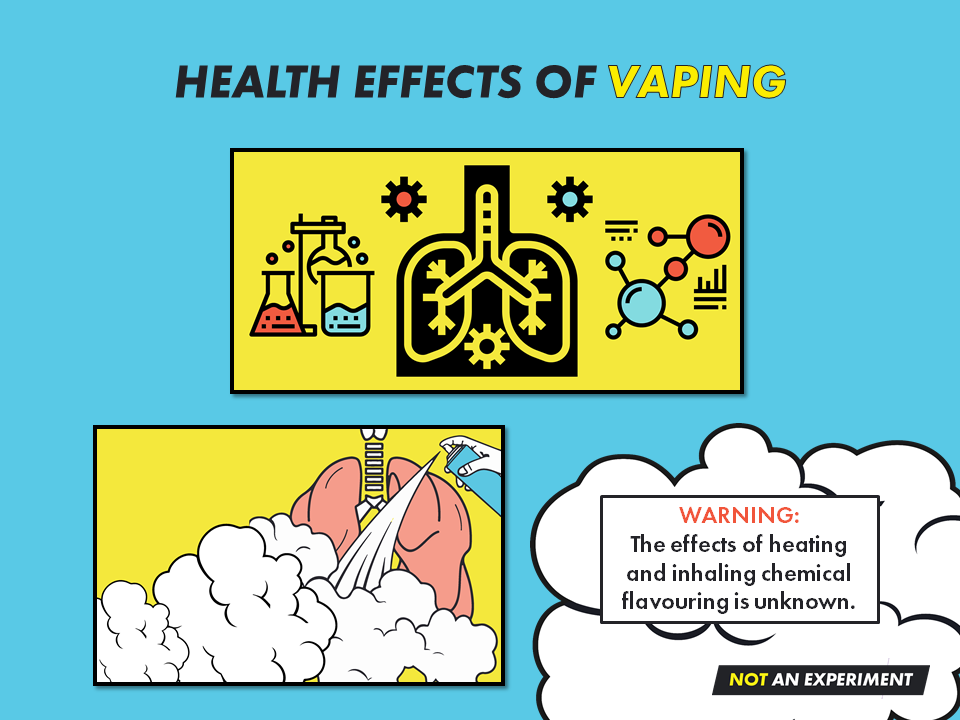 HEALTH EFFECTS OF VAPING
WARNING:
The effects of heating
and inhaling chemical
flavouring is unknown.
NOT AN EXPERIMENT